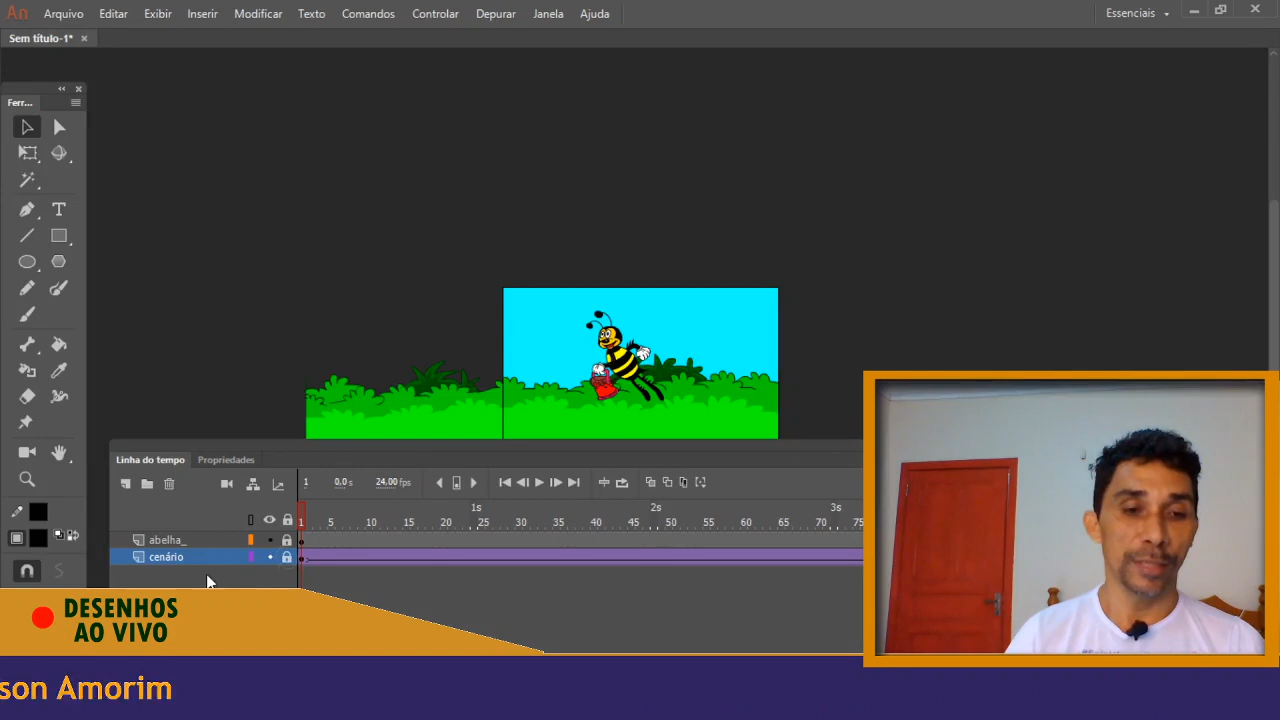 An Arquivo Editar Exibir Inserir Modificar Texto Comandos Controlar Depurar Janela Ajuda Essenciais
Sem título-1*
Ferr...
T
Linha do tempo Propriedades
1 0.0 s 24.00 fps
1s 2s 3s
1 5 10 15 20 25 30 35 40 45 50 55 60 65 70 75
abelha_
cenário
DESENHOS
AO VIVO
son Amorim